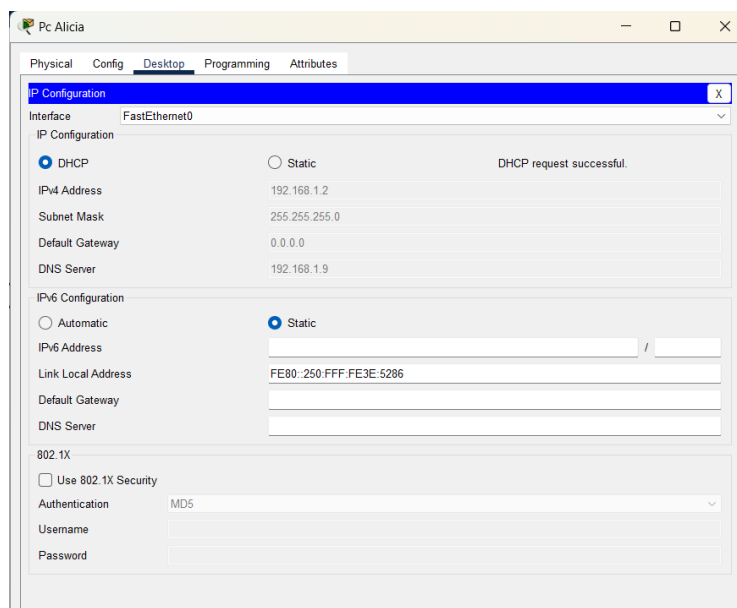 Pc Alicia
Physical Config Desktop Programming Attributes
IP Configuration X
Interface FastEthernet0
IP Configuration
DHCP Static DHCP request successful.
IPv4 Address 192.168.1.2
Subnet Mask 255.255.255.0
Default Gateway 0.0.0.0
DNS Server 192.168.1.9
IPv6 Configuration
Automatic Static
IPv6 Address /
Link Local Address FE80::250:FFF:FE3E:5286
Default Gateway
DNS Server
802.1X
Use 802.1X Security
Authentication MD5
Username
Password